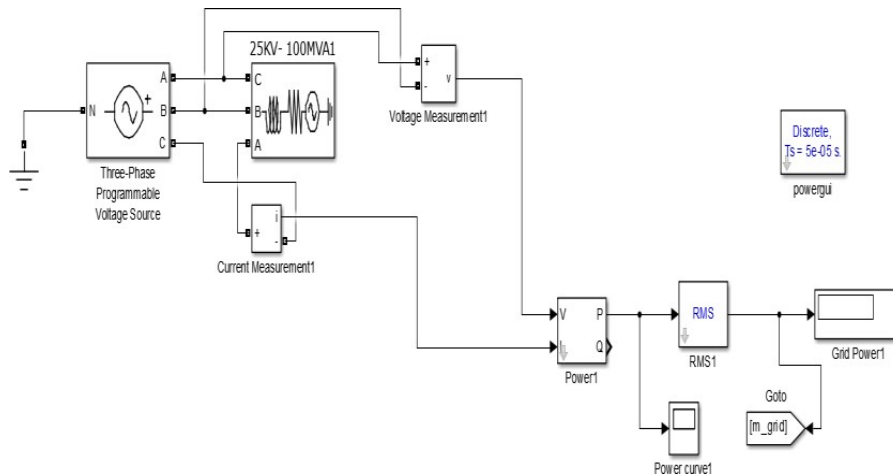 25KV- 100MVA1
N
A
B
C
+
C
B
A
+
-
v
Voltage Measurement1
Discrete,
Ts = 5e-05 s.
powergui
Three-Phase
Programmable
Voltage Source
i
+
-
Current Measurement1
V
I
P
Q
Power1
RMS
RMS1
Grid Power1
Goto
[m_grid]
Power curve1